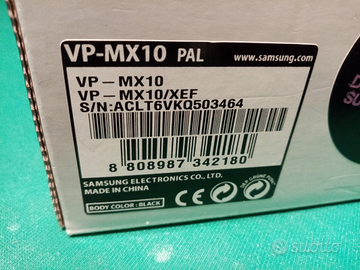 VP-MX10 PAL
www.samsung.com
VP – MX10
VP – MX10/XEF
S/N:ACLT6VKQ503464
8 808987 342180
SAMSUNG ELECTRONICS CO., LTD.
MADE IN CHINA
BODY COLOR : BLACK
subito